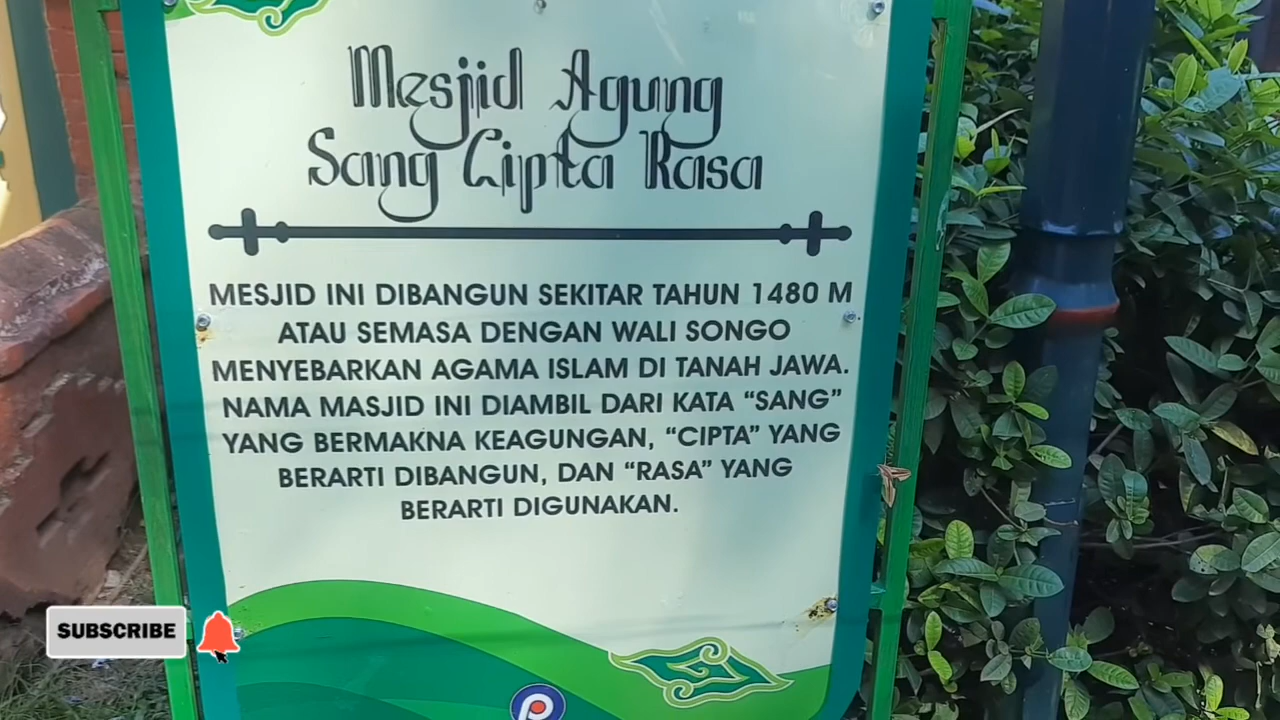 Mesjid Agung
Sang Cipta Rasa
MESJID INI DIBANGUN SEKITAR TAHUN 1480 M
ATAU SEMASA DENGAN WALI SONGO
MENYEBARKAN AGAMA ISLAM DI TANAH JAWA.
NAMA MASJID INI DIAMBIL DARI KATA “SANG”
YANG BERMAKNA KEAGUNGAN, “CIPTA” YANG
BERARTI DIBANGUN, DAN “RASA” YANG
BERARTI DIGUNAKAN.
SUBSCRIBE